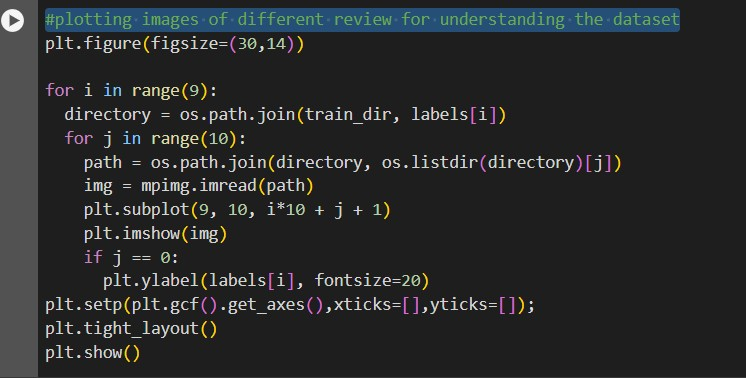 #plotting images of different review for understanding the dataset
plt.figure(figsize=(30,14))

for i in range(9):
  directory = os.path.join(train_dir, labels[i])
  for j in range(10):
    path = os.path.join(directory, os.listdir(directory)[j])
    img = mpimg.imread(path)
    plt.subplot(9, 10, i*10 + j + 1)
    plt.imshow(img)
    if j == 0:
      plt.ylabel(labels[i], fontsize=20)
plt.setp(plt.gcf().get_axes(),xticks=[],yticks=[]);
plt.tight_layout()
plt.show()